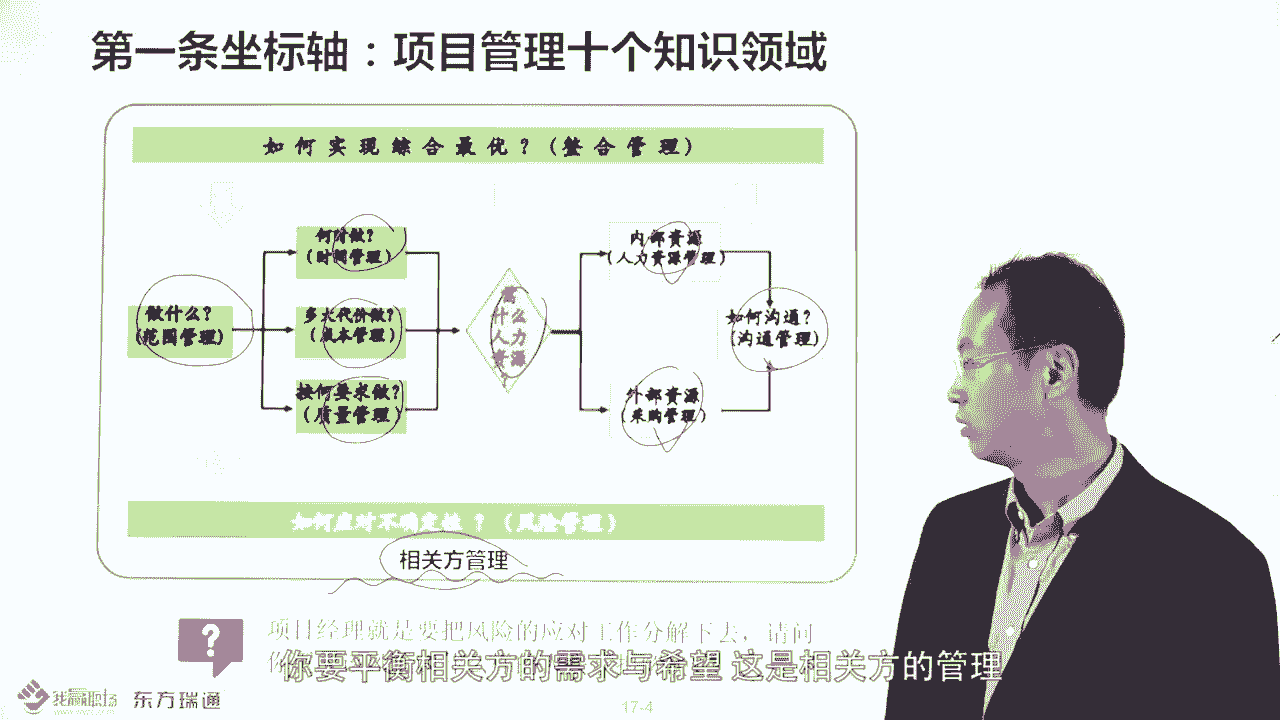 第一条坐标轴：项目管理十个知识领域
如何实现综合最优？(整合管理)
何时做？
(时间管理)
内部资源
(人力资源管理)
做什么？
(范围管理)
多大代价做？
(成本管理)
需
什么
人力
资源
？
如何沟通？
(沟通管理)
按何要求做？
(质量管理)
外部资源
(采购管理)
如何应对不确定性？(风险管理)
相关方管理
项目经理就是要把风险的应对工作分解下去，请问
你要平衡相关方的需求与希望 这是相关方的管理
我赢职场
东方瑞通
17-4